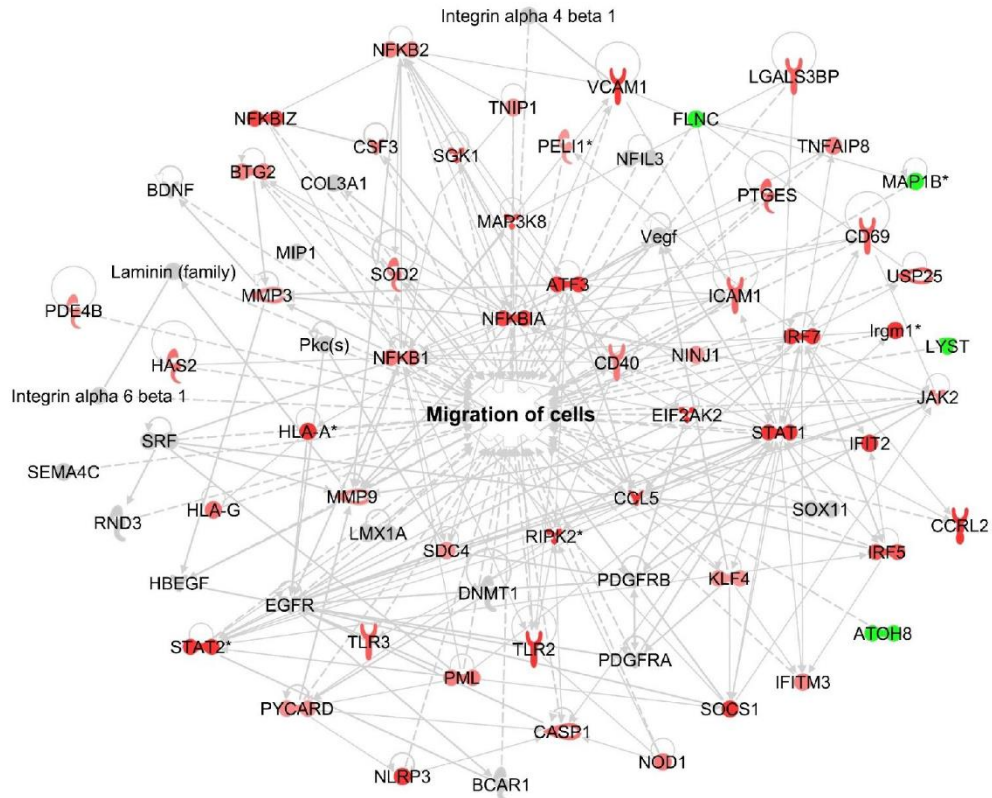 Integrin alpha 4 beta 1
NFKB2
VCAM1
LGALS3BP
TNIP1
FLNC
NFKBIZ
CSF3
SGK1
PELI1*
NFIL3
TNFAIP8
BTG2
COL3A1
PTGES
MAP1B*
BDNF
MAP3K8
Vegf
CD69
MIP1
Laminin (family)
SOD2
ATF3
USP25
MMP3
ICAM1
PDE4B
NFKBIA
Irgm1*
IRF7
Pkc(s)
LYST
HAS2
NFKB1
CD40
NINJ1
Integrin alpha 6 beta 1
JAK2
Migration of cells
EIF2AK2
HLA-A*
STAT1
SRF
IFIT2
SEMA4C
MMP9
CCL5
HLA-G
SOX11
RND3
LMX1A
RIPK2*
CCRL2
SDC4
IRF5
HBEGF
DNMT1
PDGFRB
KLF4
EGFR
ATOH8
STAT2*
TLR3
TLR2
PDGFRA
PML
IFITM3
PYCARD
SOCS1
CASP1
NOD1
NLRP3
BCAR1